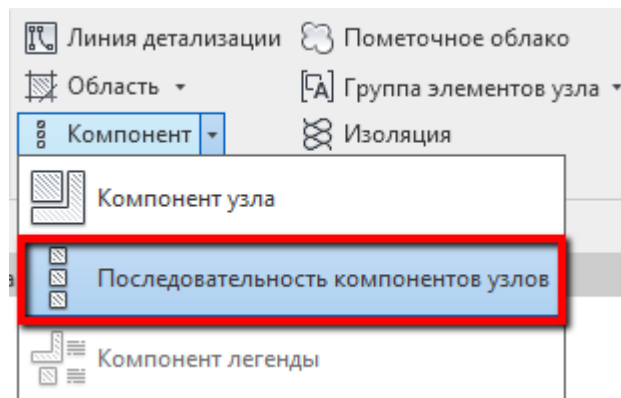 Линия детализации Пометочное облако
Область Группа элементов узла
Компонент Изоляция
Компонент узла
Последовательность компонентов узлов
Компонент легенды